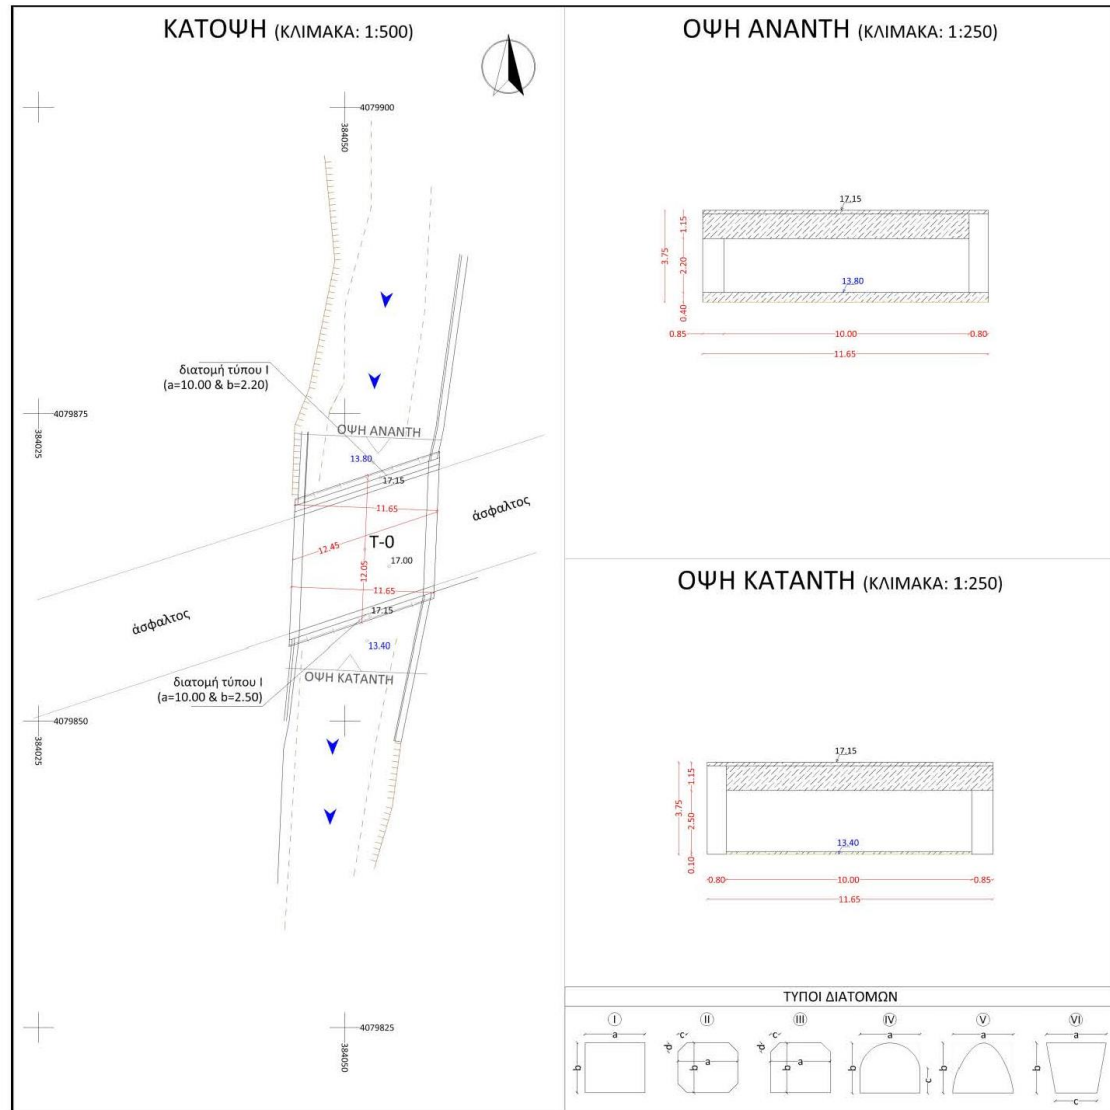 ΚΑΤΟΨΗ (ΚΛΙΜΑΚΑ: 1:500)
4079900
384050
διατομή τύπου Ι
(a=10.00 & b=2.20)
4079875
384025
ΟΨΗ ΑΝΑΝΤΗ
13.80
17.15
11.65
άσφαλτος
12.45
T-0
17.00
12.05
11.65
17.15
άσφαλτος
13.40
διατομή τύπου Ι
(a=10.00 & b=2.50)
ΟΨΗ ΚΑΤΑΝΤΗ
4079850
384025
4079825
384050
ΟΨΗ ΑΝΑΝΤΗ (ΚΛΙΜΑΚΑ: 1:250)
17.15
3.75
1.15
2.20
0.40
13.80
0.85 10.00 0.80
11.65
ΟΨΗ ΚΑΤΑΝΤΗ (ΚΛΙΜΑΚΑ: 1:250)
17.15
3.75
1.15
2.50
0.10
13.40
0.80 10.00 0.85
11.65
ΤΥΠΟΙ ΔΙΑΤΟΜΩΝ
I II III IV V VI
a b
c d b a
c d b a
a b c
a b
a b c